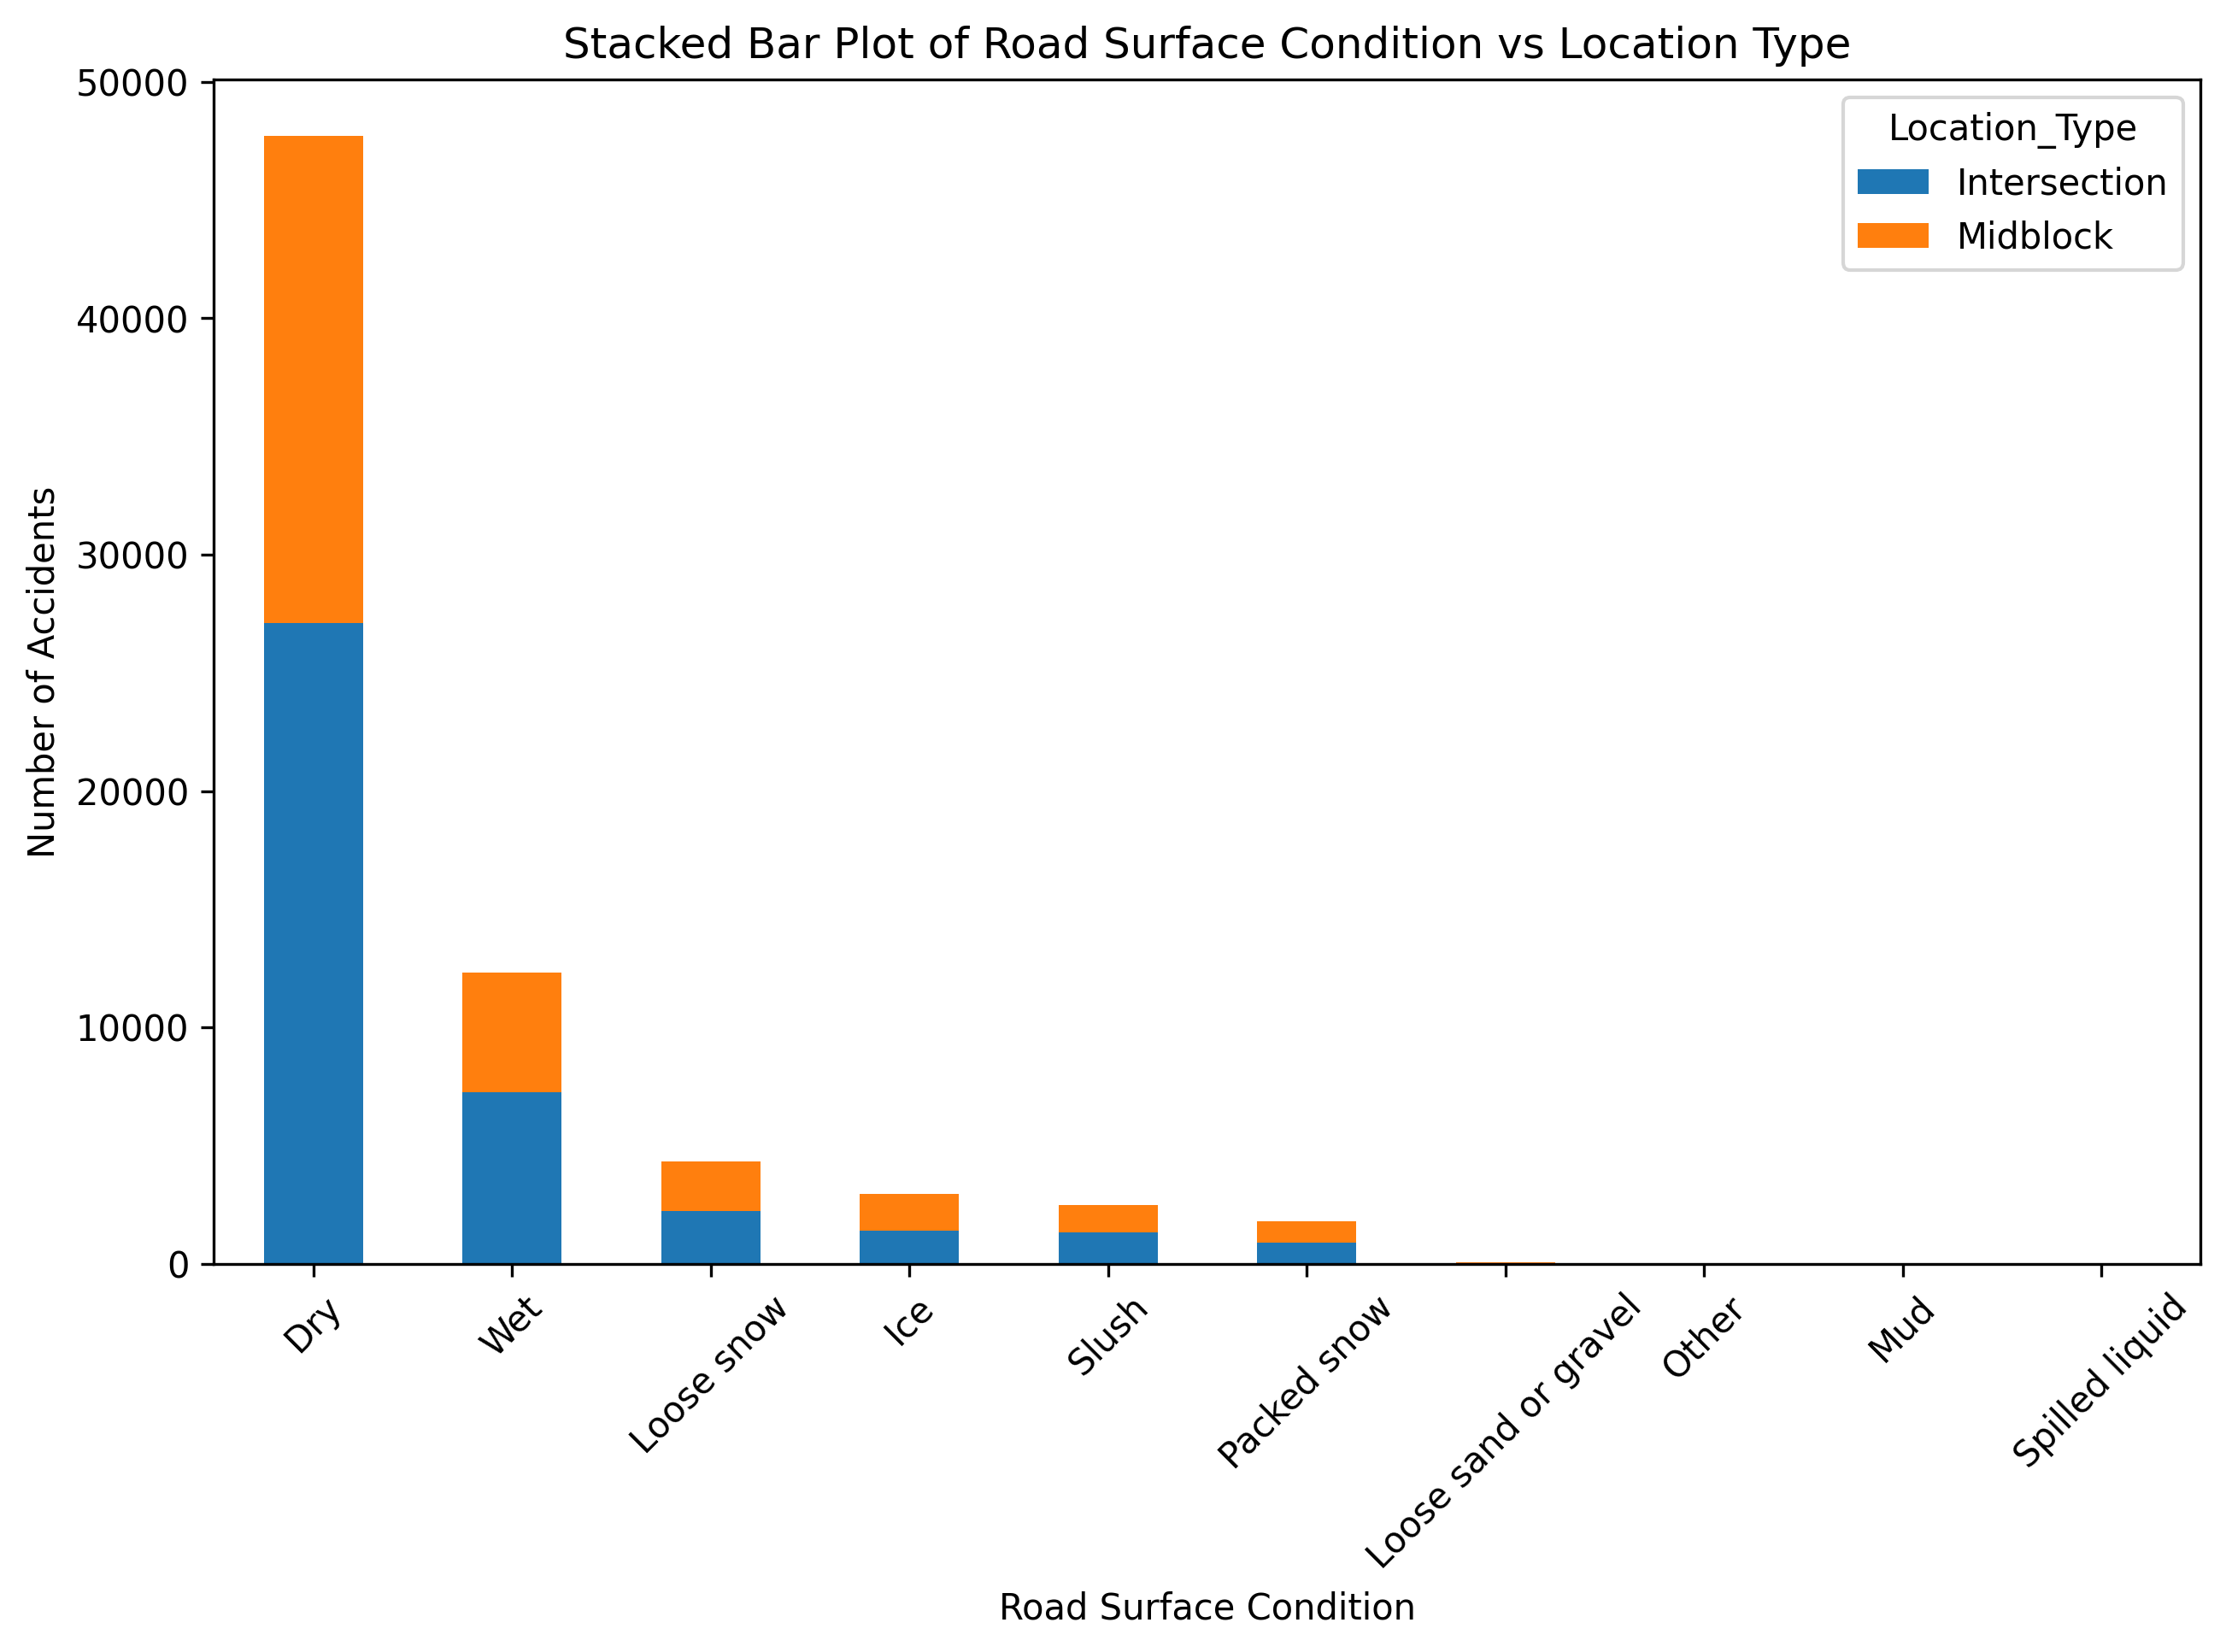 Stacked Bar Plot of Road Surface Condition vs Location Type
50000
40000
30000
20000
10000
0
Number of Accidents
Location_Type
Intersection
Midblock
Dry
Wet
Loose snow
Ice
Slush
Packed snow
Loose sand or gravel
Other
Mud
Spilled liquid
Road Surface Condition